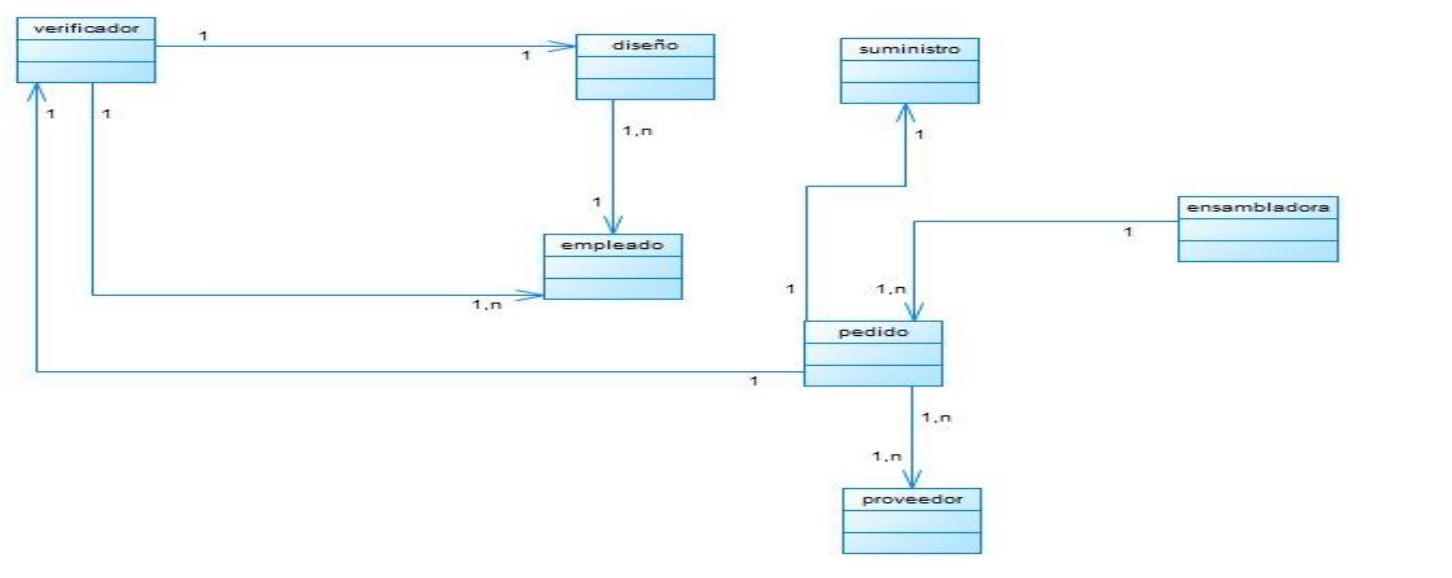 verificador
1
1
diseño
suministro
1
1
1,n
1
1
ensambladora
1
empleado
1,n
1
1,n
pedido
1
1,n
1,n
proveedor